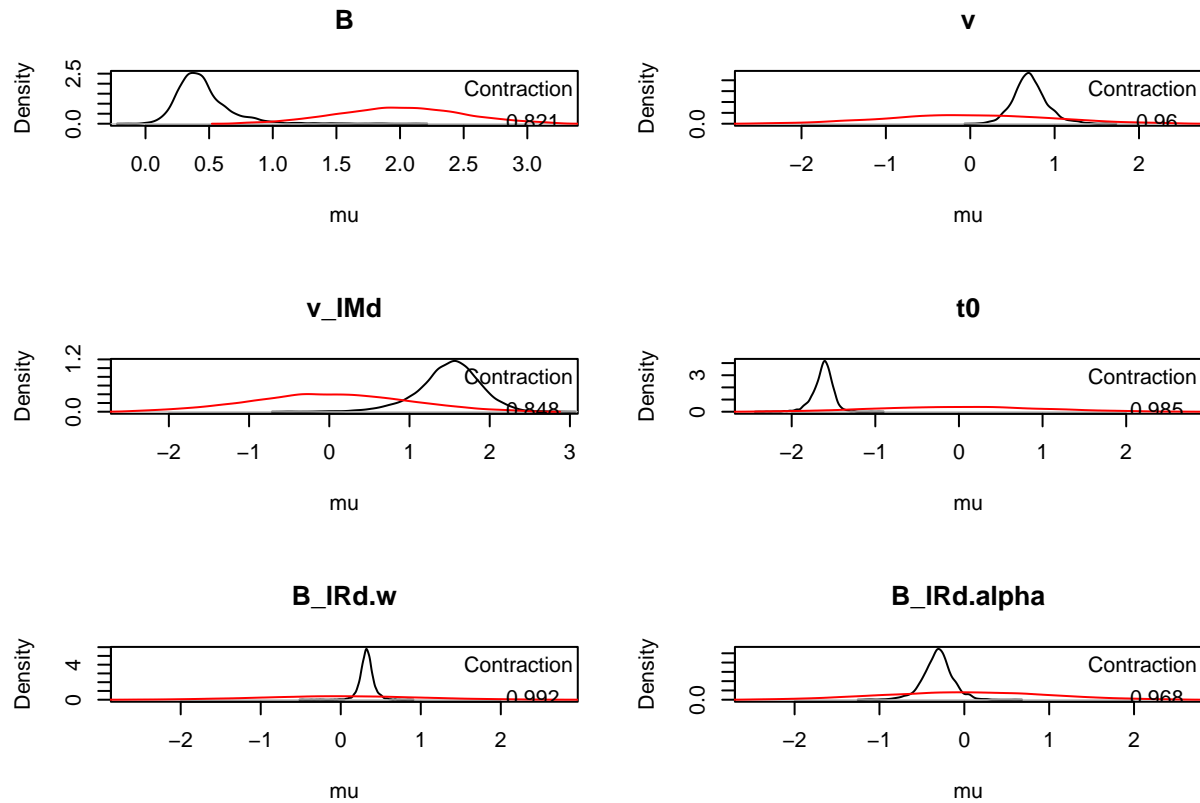 B
Density
2.5
0.0
Contraction
0.821
0.0 0.5 1.0 1.5 2.0 2.5 3.0
mu
v
Density
0.0
Contraction
0.96
−2 −1 0 1 2
mu
v_lMd
Density
1.2
0.0
Contraction
0.848
−2 −1 0 1 2 3
mu
t0
Density
3
0
Contraction
0.985
−2 −1 0 1 2
mu
B_lRd.w
Density
4
0
Contraction
0.992
−2 −1 0 1 2
mu
B_lRd.alpha
Density
0.0
Contraction
0.968
−2 −1 0 1 2
mu